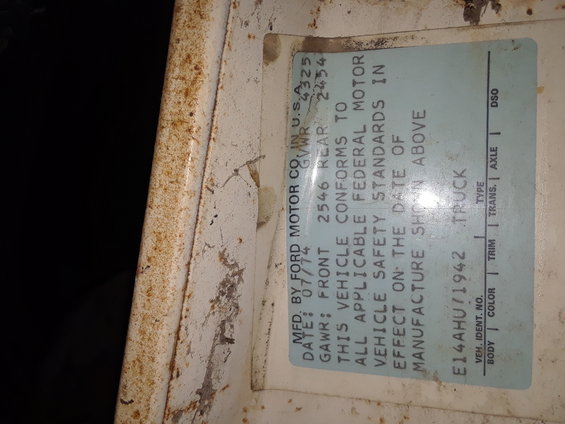 MFD. BY FORD MOTOR CO. IN U.S.A.
DATE: 07/74 GVWR: 4325
GAWR: FRONT 2546 REAR 2454
THIS VEHICLE CONFORMS TO
ALL APPLICABLE FEDERAL MOTOR
VEHICLE SAFETY STANDARDS IN
EFFECT ON THE DATE OF
MANUFACTURE SHOWN ABOVE
E14AHU71942 TRUCK
VEH. IDENT. NO. TYPE
BODY COLOR TRIM TRANS. AXLE DSO